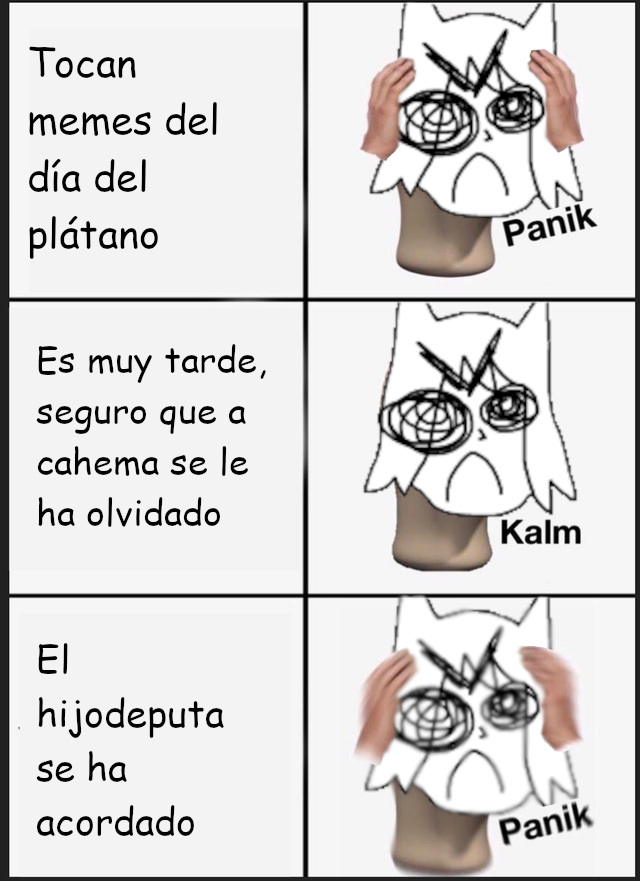 Tocan
memes del
día del
plátano
Panik
Es muy tarde,
seguro que a
cahema se le
ha olvidado
Kalm
El
hijodeputa
se ha
acordado
Panik